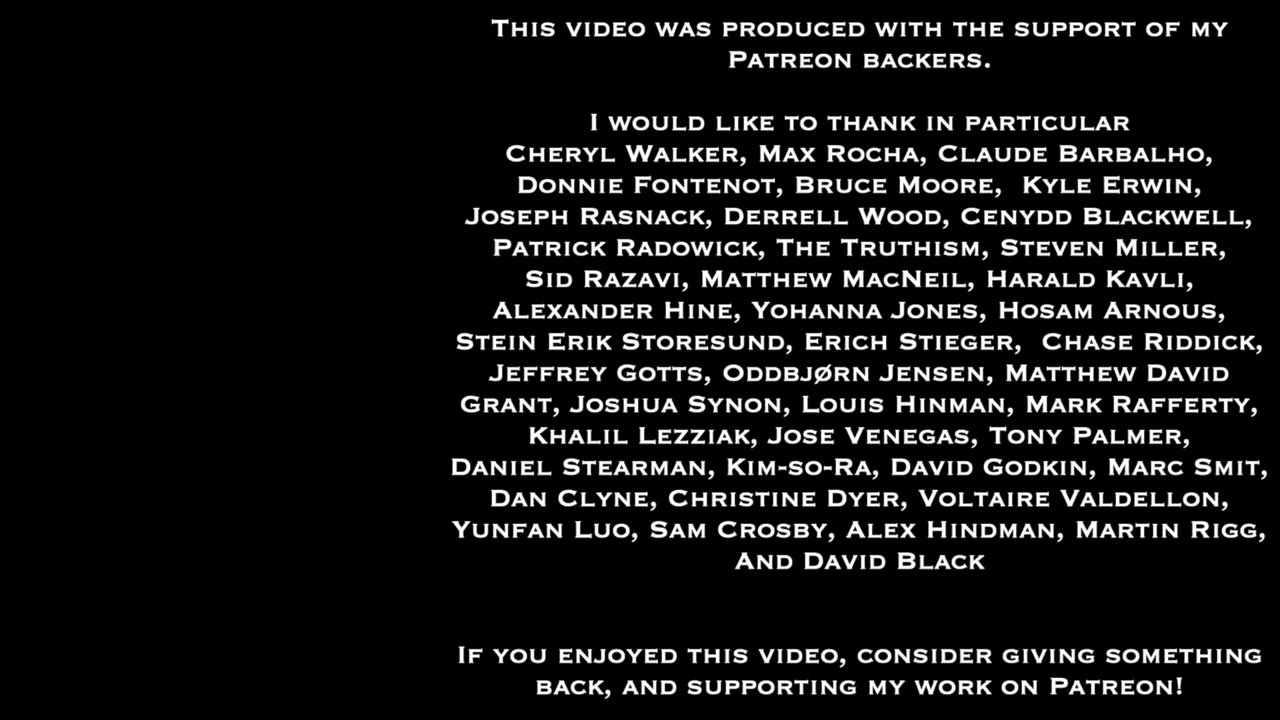 This video was produced with the support of my
Patreon backers.
I would like to thank in particular
Cheryl Walker, Max Rocha, Claude Barbalho,
Donnie Fontenot, Bruce Moore,  Kyle Erwin,
Joseph Rasnack, Derrell Wood, Cenydd Blackwell,
Patrick Radowick, The Truthism, Steven Miller,
Sid Razavi, Matthew MacNeil, Harald Kavli,
Alexander Hine, Yohanna Jones, Hosam Arnous,
Stein Erik Storesund, Erich Stieger,  Chase Riddick,
Jeffrey Gotts, Oddbjørn Jensen, Matthew David
Grant, Joshua Synon, Louis Hinman, Mark Rafferty,
Khalil Lezziak, Jose Venegas, Tony Palmer,
Daniel Stearman, Kim-so-Ra, David Godkin, Marc Smit,
Dan Clyne, Christine Dyer, Voltaire Valdellon,
Yunfan Luo, Sam Crosby, Alex Hindman, Martin Rigg,
And David Black
If you enjoyed this video, consider giving something
back, and supporting my work on Patreon!